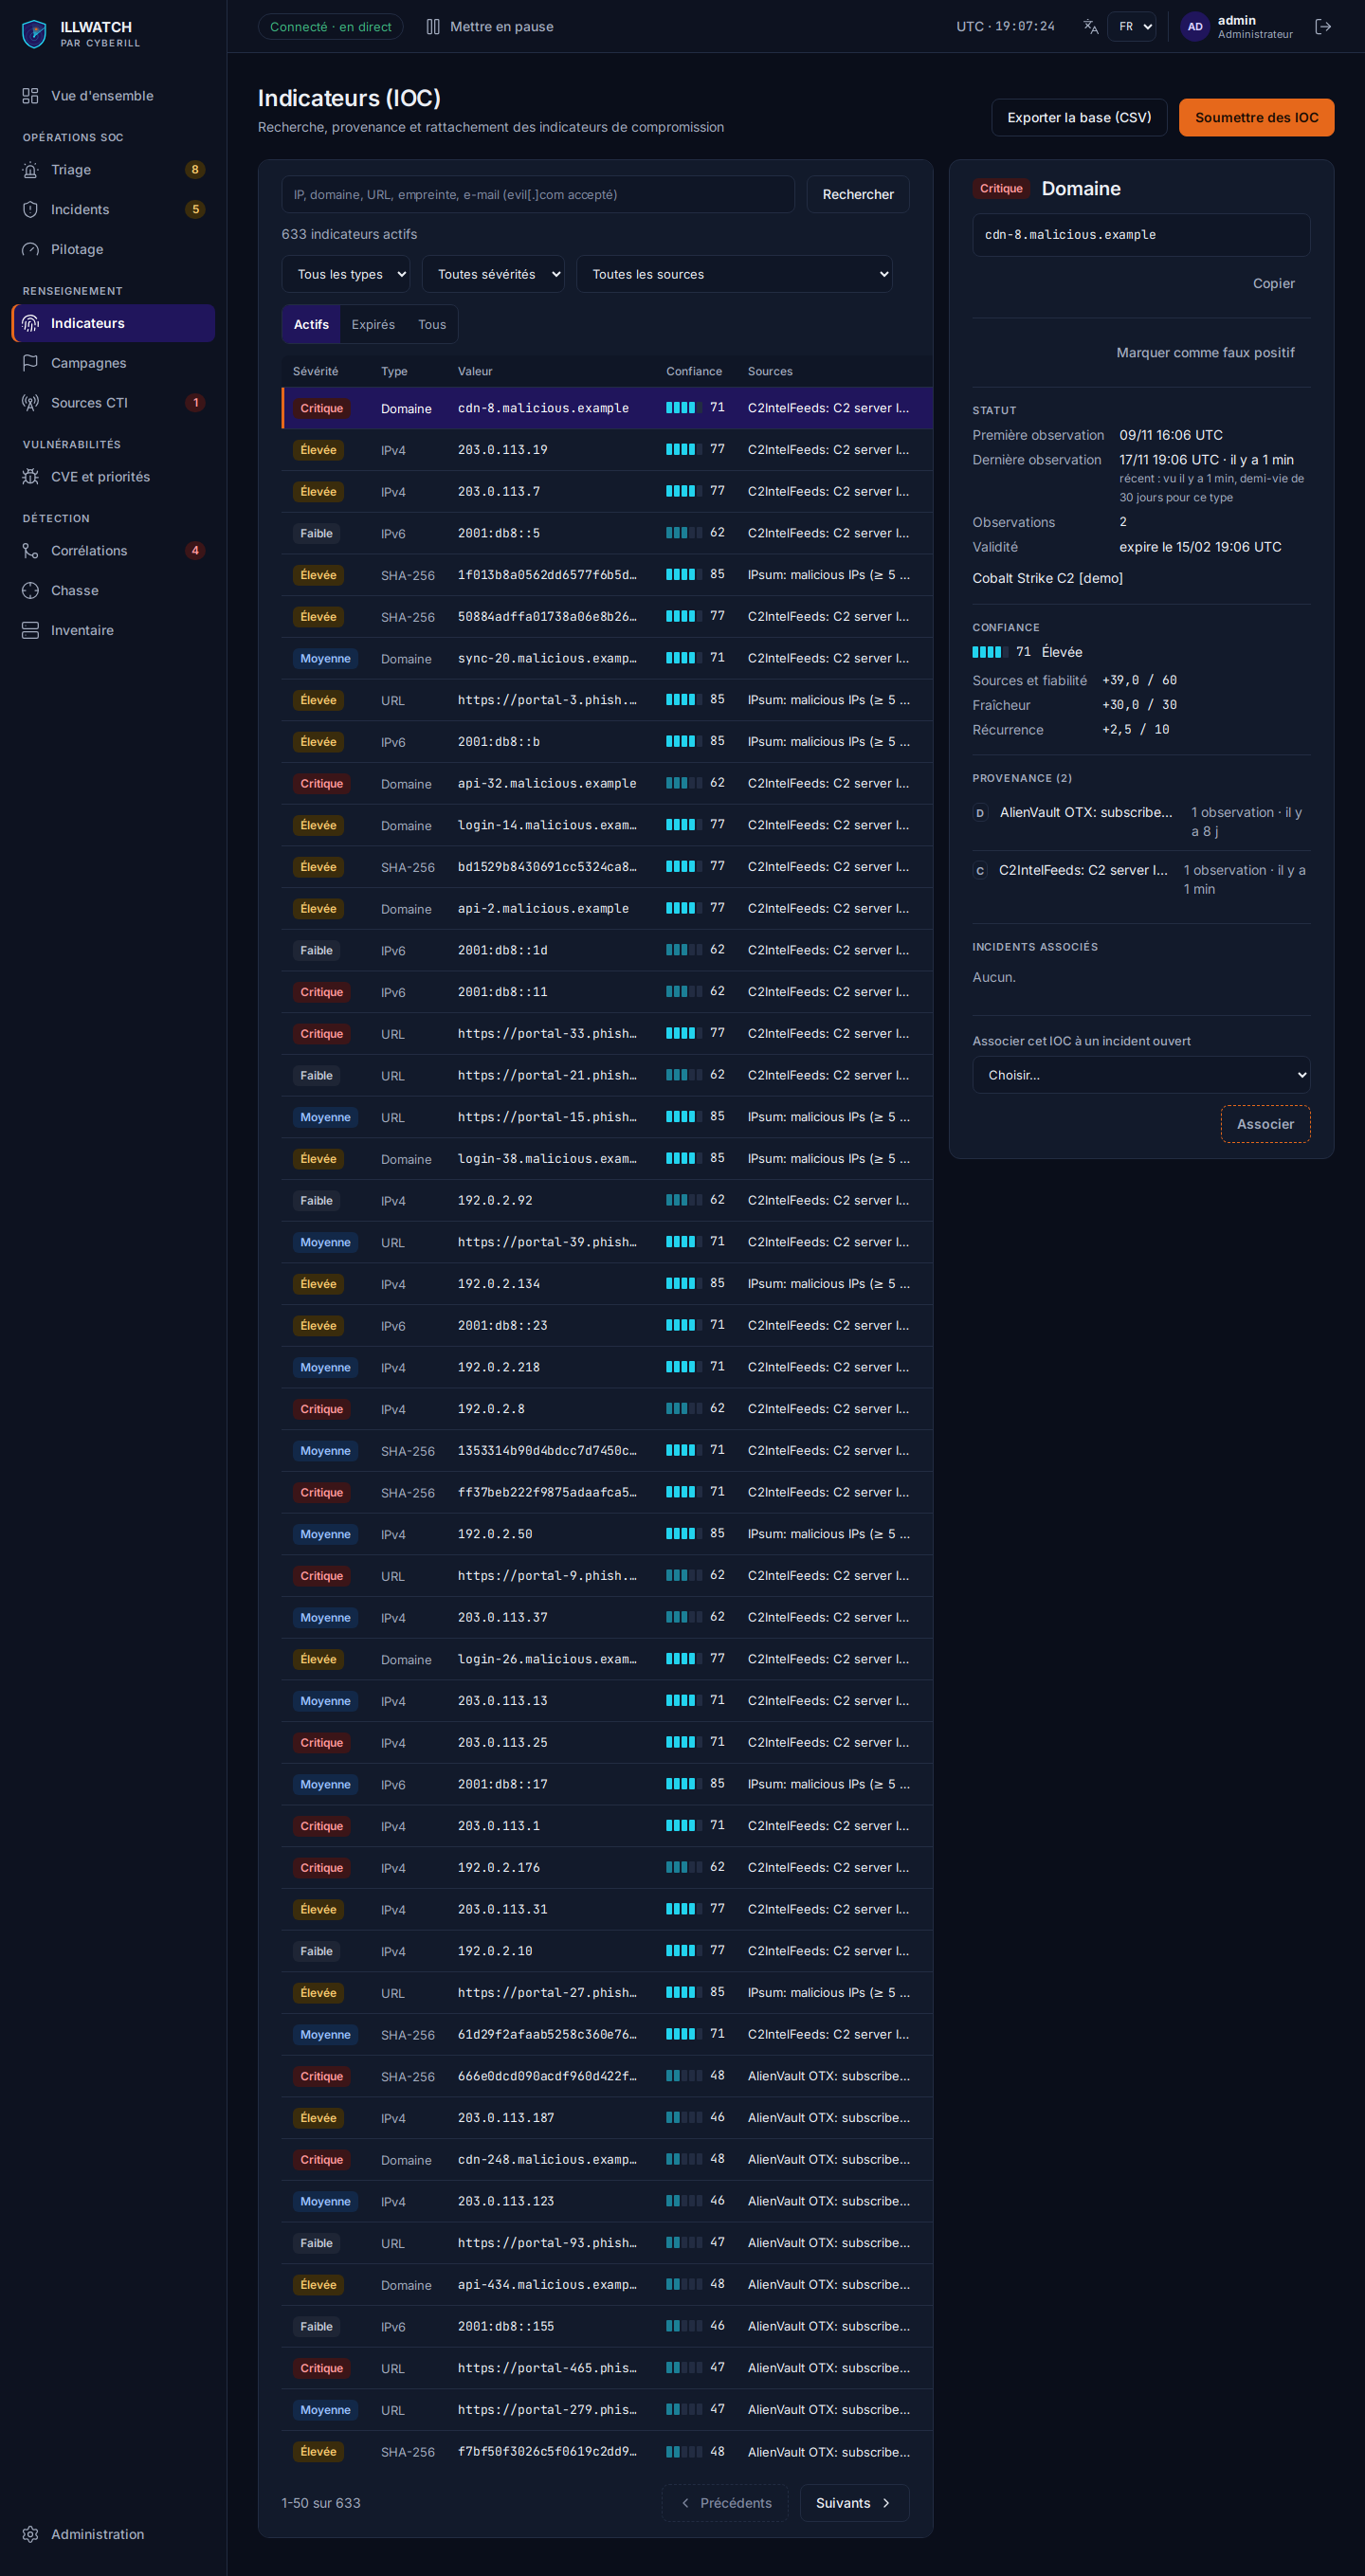 ILLWATCH
PAR CYBERILL
Vue d'ensemble
OPÉRATIONS SOC
Triage 8
Incidents 5
Pilotage
RENSEIGNEMENT
Indicateurs
Campagnes
Sources CTI 1
VULNÉRABILITÉS
CVE et priorités
DÉTECTION
Corrélations 4
Chasse
Inventaire
Administration
Connecté · en direct
Mettre en pause
UTC · 19:07:24
FR
AD
admin
Administrateur
Indicateurs (IOC)
Recherche, provenance et rattachement des indicateurs de compromission
Exporter la base (CSV)
Soumettre des IOC
IP, domaine, URL, empreinte, e-mail (evil[.]com accepté)
Rechercher
633 indicateurs actifs
Tous les types
Toutes sévérités
Toutes les sources
Actifs Expirés Tous
Sévérité Type Valeur Confiance Sources
Critique Domaine cdn-8.malicious.example 71 C2IntelFeeds: C2 server I…
Élevée IPv4 203.0.113.19 77 C2IntelFeeds: C2 server I…
Élevée IPv4 203.0.113.7 77 C2IntelFeeds: C2 server I…
Faible IPv6 2001:db8::5 62 C2IntelFeeds: C2 server I…
Élevée SHA-256 1f013b8a0562dd6577f6b5d… 85 IPsum: malicious IPs (≥ 5 …
Élevée SHA-256 50884adffa01738a06e8b26… 77 C2IntelFeeds: C2 server I…
Moyenne Domaine sync-20.malicious.examp… 71 C2IntelFeeds: C2 server I…
Élevée URL https://portal-3.phish.… 85 IPsum: malicious IPs (≥ 5 …
Élevée IPv6 2001:db8::b 85 IPsum: malicious IPs (≥ 5 …
Critique Domaine api-32.malicious.example 62 C2IntelFeeds: C2 server I…
Élevée Domaine login-14.malicious.exam… 77 C2IntelFeeds: C2 server I…
Élevée SHA-256 bd1529b8430691cc5324ca8… 77 C2IntelFeeds: C2 server I…
Élevée Domaine api-2.malicious.example 77 C2IntelFeeds: C2 server I…
Faible IPv6 2001:db8::1d 62 C2IntelFeeds: C2 server I…
Critique IPv6 2001:db8::11 62 C2IntelFeeds: C2 server I…
Critique URL https://portal-33.phish… 77 C2IntelFeeds: C2 server I…
Faible URL https://portal-21.phish… 62 C2IntelFeeds: C2 server I…
Moyenne URL https://portal-15.phish… 85 IPsum: malicious IPs (≥ 5 …
Élevée Domaine login-38.malicious.exam… 85 IPsum: malicious IPs (≥ 5 …
Faible IPv4 192.0.2.92 62 C2IntelFeeds: C2 server I…
Moyenne URL https://portal-39.phish… 71 C2IntelFeeds: C2 server I…
Élevée IPv4 192.0.2.134 85 IPsum: malicious IPs (≥ 5 …
Élevée IPv6 2001:db8::23 71 C2IntelFeeds: C2 server I…
Moyenne IPv4 192.0.2.218 71 C2IntelFeeds: C2 server I…
Critique IPv4 192.0.2.8 62 C2IntelFeeds: C2 server I…
Moyenne SHA-256 1353314b90d4bdcc7d7450c… 71 C2IntelFeeds: C2 server I…
Critique SHA-256 ff37beb222f9875adaafca5… 71 C2IntelFeeds: C2 server I…
Moyenne IPv4 192.0.2.50 85 IPsum: malicious IPs (≥ 5 …
Critique URL https://portal-9.phish.… 62 C2IntelFeeds: C2 server I…
Moyenne IPv4 203.0.113.37 62 C2IntelFeeds: C2 server I…
Élevée Domaine login-26.malicious.exam… 77 C2IntelFeeds: C2 server I…
Moyenne IPv4 203.0.113.13 71 C2IntelFeeds: C2 server I…
Critique IPv4 203.0.113.25 71 C2IntelFeeds: C2 server I…
Moyenne IPv6 2001:db8::17 85 IPsum: malicious IPs (≥ 5 …
Critique IPv4 203.0.113.1 71 C2IntelFeeds: C2 server I…
Critique IPv4 192.0.2.176 62 C2IntelFeeds: C2 server I…
Élevée IPv4 203.0.113.31 77 C2IntelFeeds: C2 server I…
Faible IPv4 192.0.2.10 77 C2IntelFeeds: C2 server I…
Élevée URL https://portal-27.phish… 85 IPsum: malicious IPs (≥ 5 …
Moyenne SHA-256 61d29f2afaab5258c360e76… 71 C2IntelFeeds: C2 server I…
Critique SHA-256 666e0dcd090acdf960d422f… 48 AlienVault OTX: subscribe…
Élevée IPv4 203.0.113.187 46 AlienVault OTX: subscribe…
Critique Domaine cdn-248.malicious.examp… 48 AlienVault OTX: subscribe…
Moyenne IPv4 203.0.113.123 46 AlienVault OTX: subscribe…
Faible URL https://portal-93.phish… 47 AlienVault OTX: subscribe…
Élevée Domaine api-434.malicious.examp… 48 AlienVault OTX: subscribe…
Faible IPv6 2001:db8::155 46 AlienVault OTX: subscribe…
Critique URL https://portal-465.phis… 47 AlienVault OTX: subscribe…
Moyenne URL https://portal-279.phis… 47 AlienVault OTX: subscribe…
Élevée SHA-256 f7bf50f3026c5f0619c2dd9… 48 AlienVault OTX: subscribe…
1-50 sur 633
Précédents
Suivants
Critique Domaine
cdn-8.malicious.example
Copier
Marquer comme faux positif
STATUT
Première observation 09/11 16:06 UTC
Dernière observation 17/11 19:06 UTC · il y a 1 min
récent : vu il y a 1 min, demi-vie de
30 jours pour ce type
Observations 2
Validité expire le 15/02 19:06 UTC
Cobalt Strike C2 [demo]
CONFIANCE
71 Élevée
Sources et fiabilité +39,0 / 60
Fraîcheur +30,0 / 30
Récurrence +2,5 / 10
PROVENANCE (2)
D AlienVault OTX: subscribe… 1 observation · il y
a 8 j
C C2IntelFeeds: C2 server I… 1 observation · il y a
1 min
INCIDENTS ASSOCIÉS
Aucun.
Associer cet IOC à un incident ouvert
Choisir…
Associer